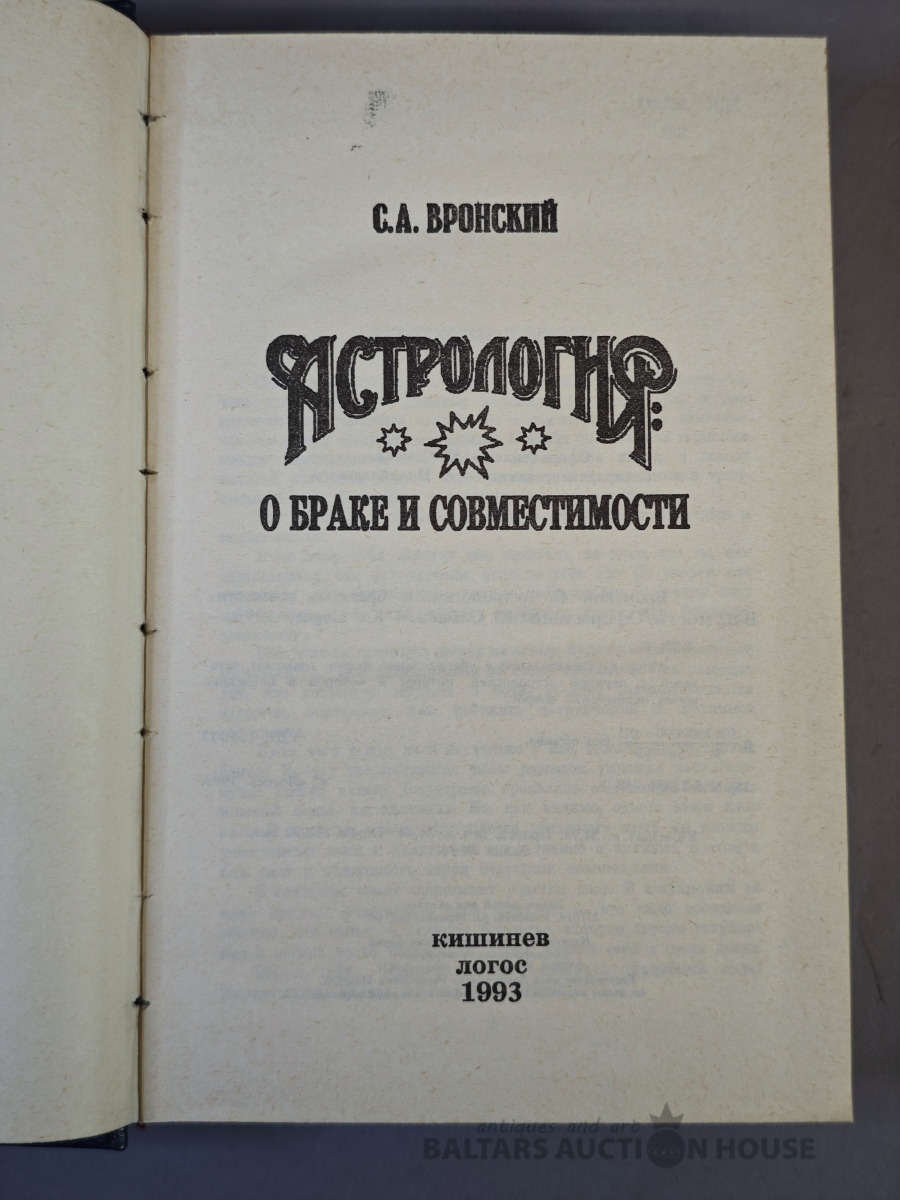 С.А. ВРОНСКИЙ
АСТРОЛОГИЯ:
О БРАКЕ И СОВМЕСТИМОСТИ
КИШИНЕВ
ЛОГОС
1993
antiques and art
BALTARS AUCTION HOUSE